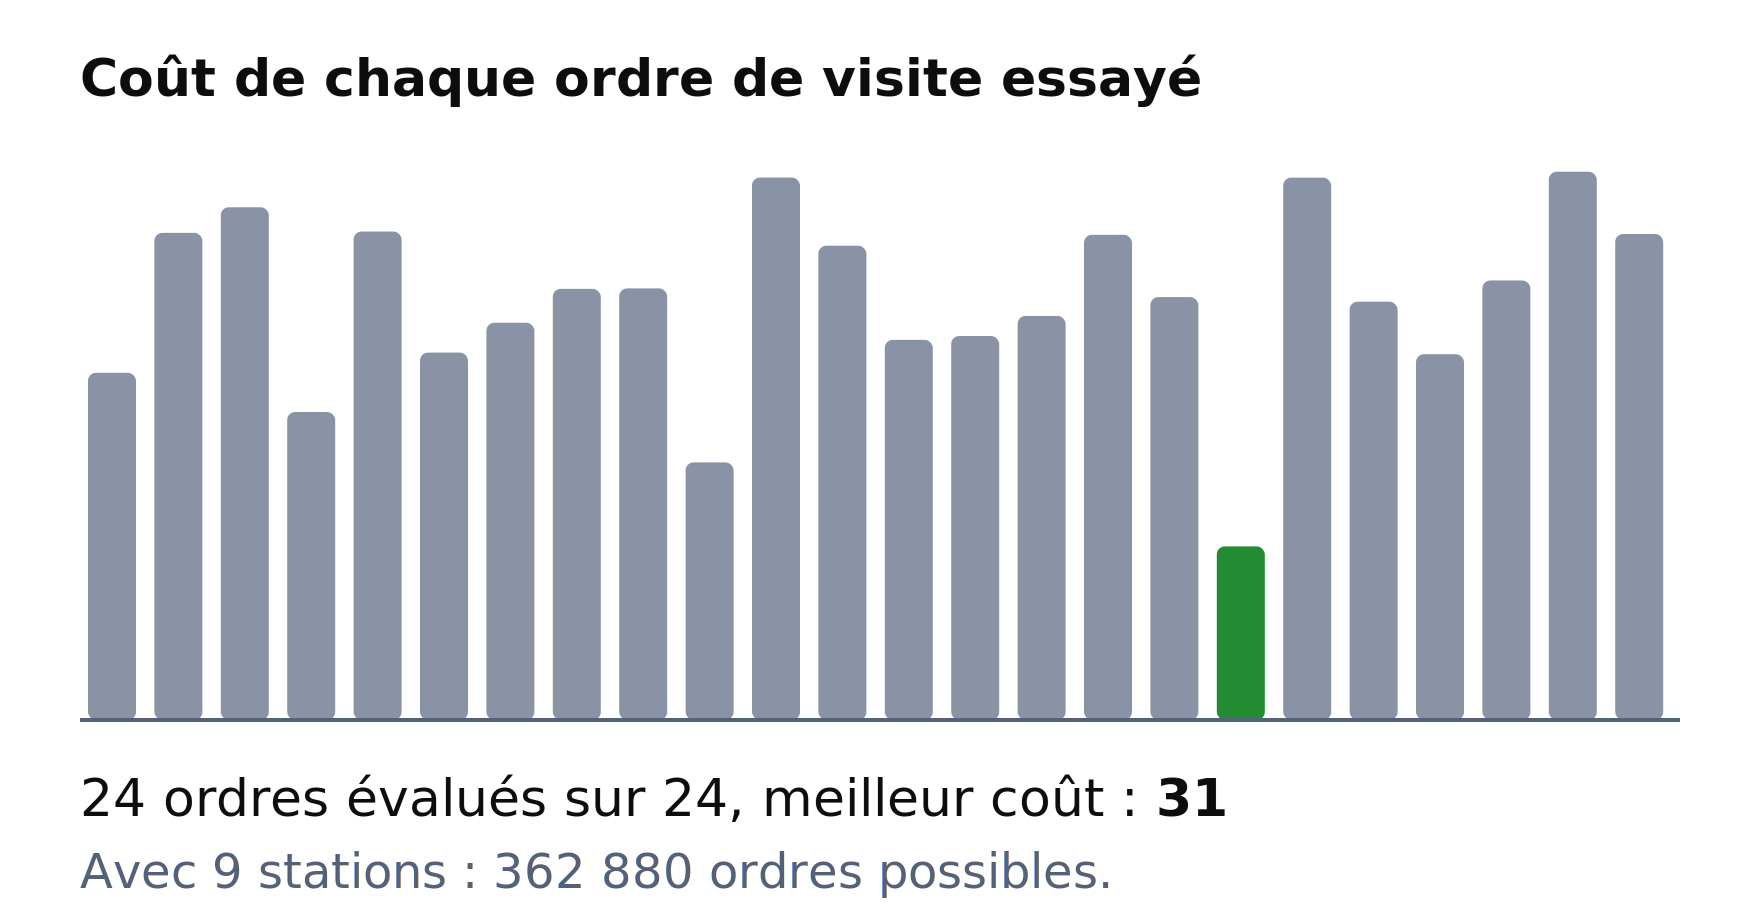 Coût de chaque ordre de visite essayé
24 ordres évalués sur 24, meilleur coût : 31
Avec 9 stations : 362 880 ordres possibles.